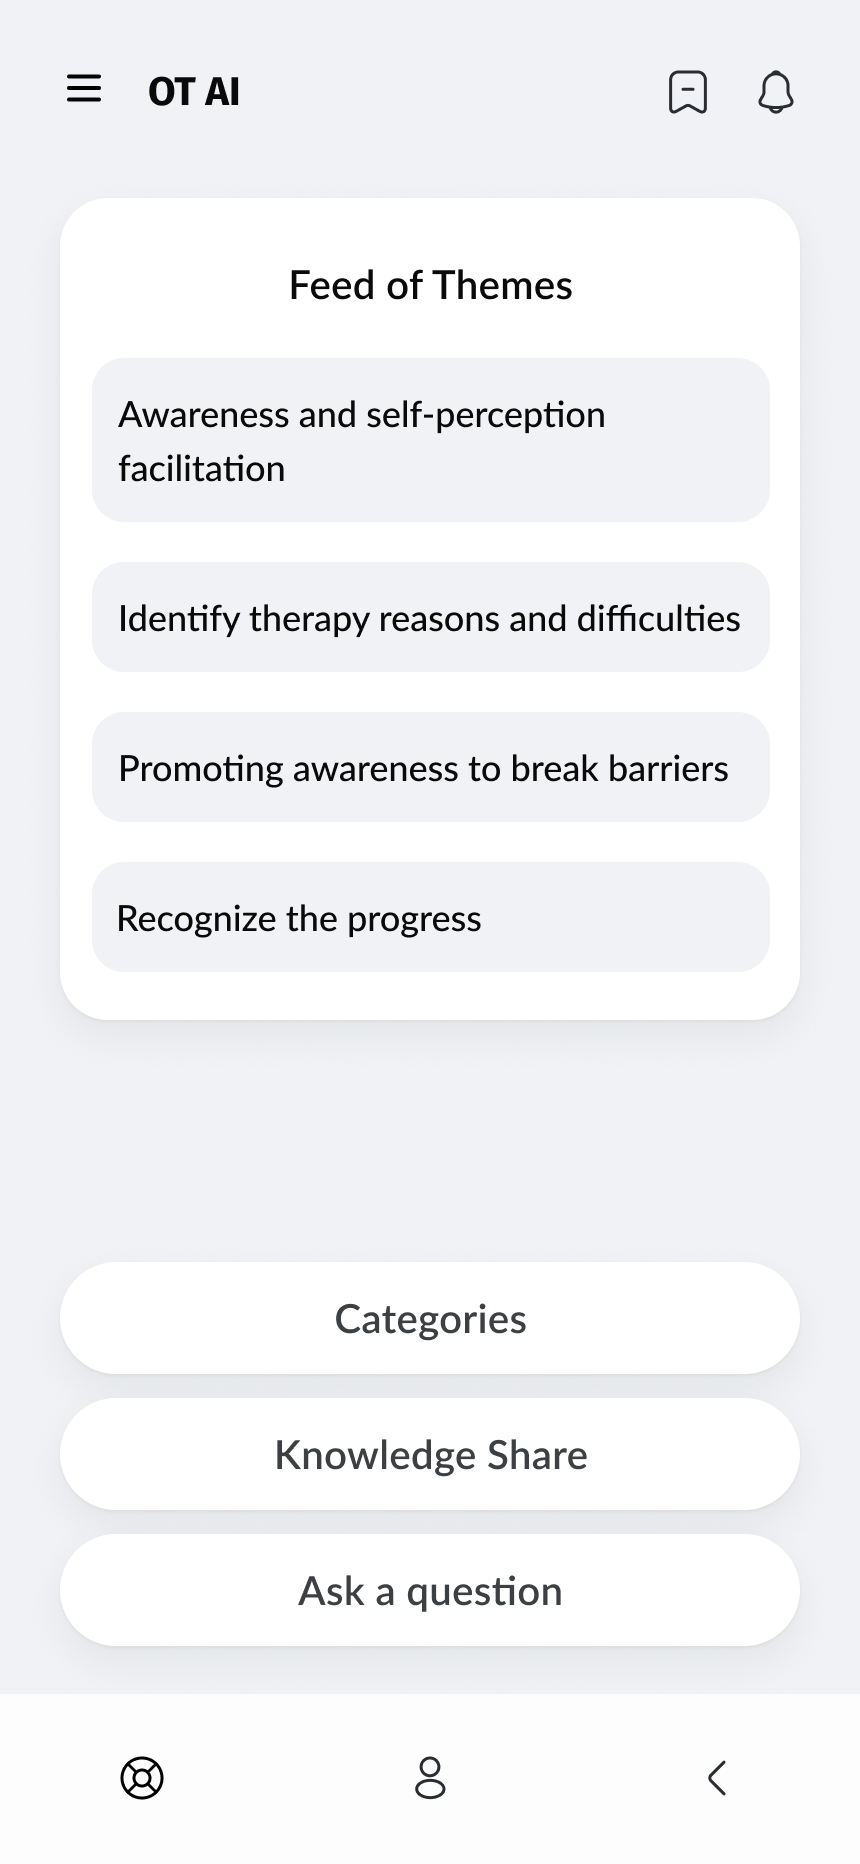 OT AI
Feed of Themes
Awareness and self-perception
facilitation
Identify therapy reasons and difficulties
Promoting awareness to break barriers
Recognize the progress
Categories
Knowledge Share
Ask a question